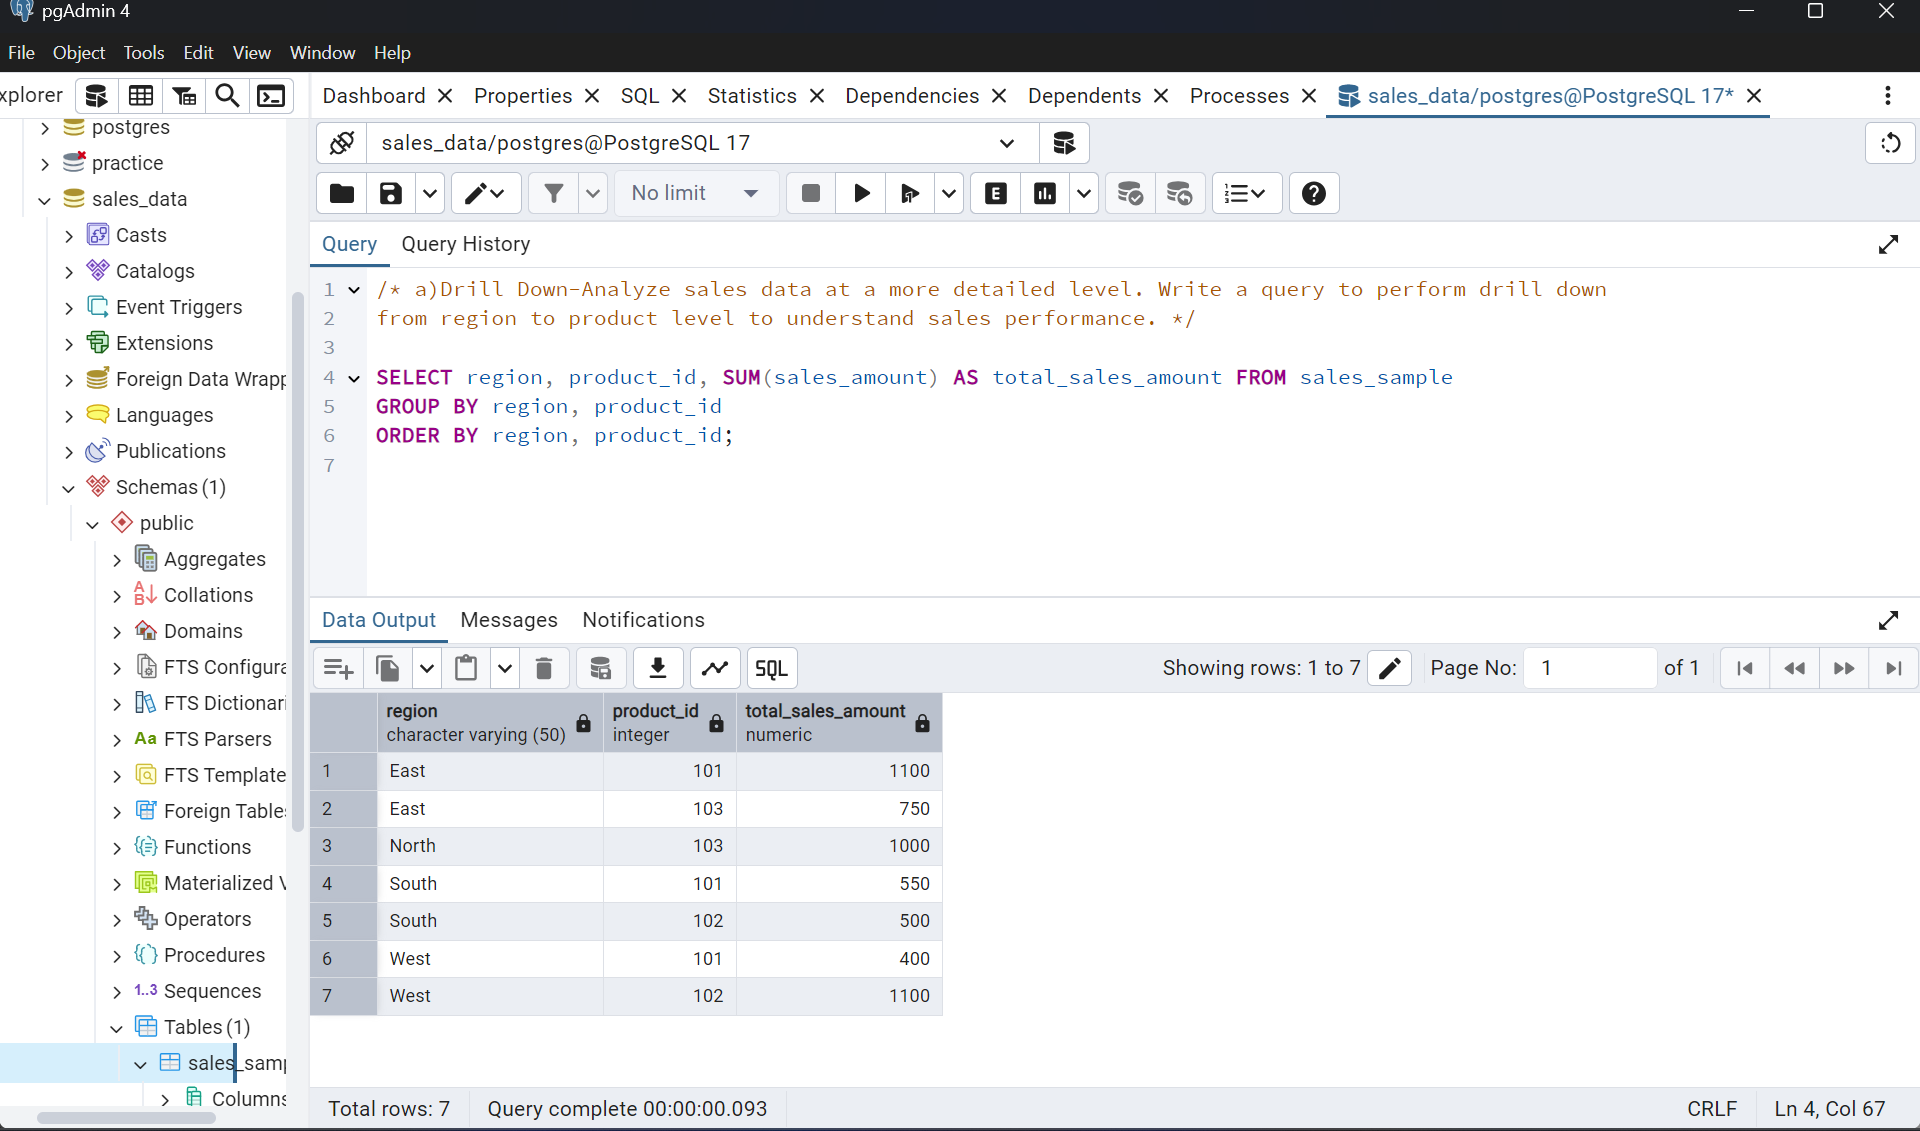 pgAdmin 4
File Object Tools Edit View Window Help
xplorer
Dashboard Properties SQL Statistics Dependencies Dependents Processes sales_data/postgres@PostgreSQL 17*
postgres
practice
sales_data
Casts
Catalogs
Event Triggers
Extensions
Foreign Data Wrapp
Languages
Publications
Schemas (1)
public
Aggregates
Collations
Domains
FTS Configura
FTS Dictionari
Aa FTS Parsers
FTS Template
Foreign Table
Functions
Materialized V
Operators
Procedures
1..3 Sequences
Tables (1)
sales_samp
Columns
sales_data/postgres@PostgreSQL 17
No limit
E
Query Query History
1 /* a)Drill Down-Analyze sales data at a more detailed level. Write a query to perform drill down
2 from region to product level to understand sales performance. */
3
4 SELECT region, product_id, SUM(sales_amount) AS total_sales_amount FROM sales_sample
5 GROUP BY region, product_id
6 ORDER BY region, product_id;
7
Data Output Messages Notifications
SQL Showing rows: 1 to 7 Page No: 1 of 1
region product_id total_sales_amount
character varying (50) integer numeric
1 East 101 1100
2 East 103 750
3 North 103 1000
4 South 101 550
5 South 102 500
6 West 101 400
7 West 102 1100
Total rows: 7 Query complete 00:00:00.093 CRLF Ln 4, Col 67